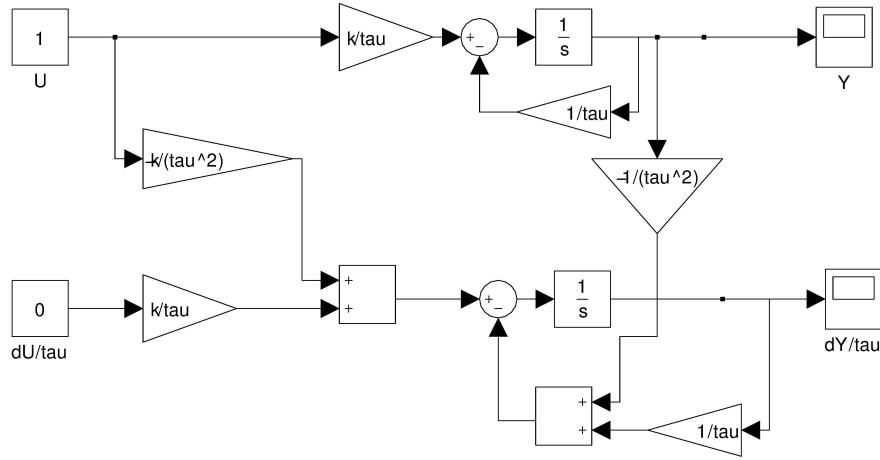 1
U
k/tau
+
−
1
s
Y
1/tau
−k/(tau^2)
−1/(tau^2)
0
dU/tau
k/tau
+
+
+
−
1
s
dY/tau
+
+
1/tau